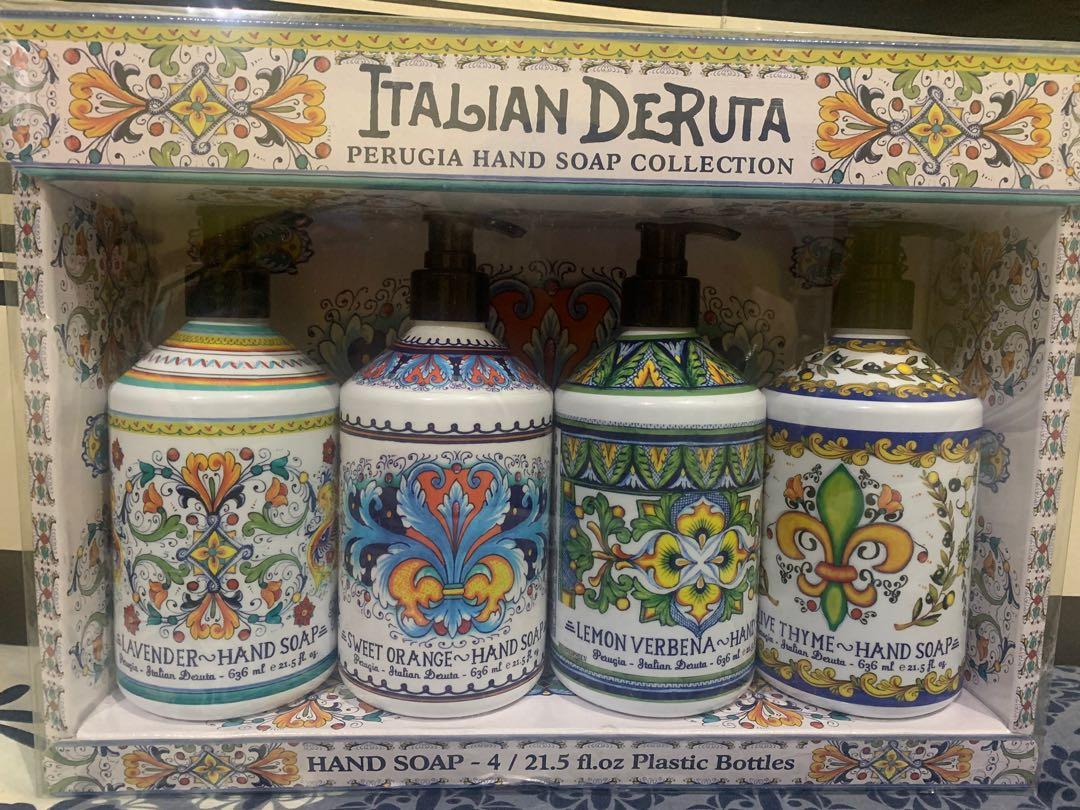 ITALIAN DERUTA
PERUGIA HAND SOAP COLLECTION
LAVENDER~HAND SOAP
Perugia - Italian Deruta - 636 ml e 21.5 fl. oz.
SWEET ORANGE~HAND SOAP
Perugia - Italian Deruta - 636 ml e 21.5 fl. oz.
LEMON VERBENA~HAND
Perugia - Italian Deruta - 636 ml e
THYME~HAND SOAP
Italian Deruta - 636 ml e 21.5 fl. oz.
HAND SOAP - 4 / 21.5 fl.oz Plastic Bottles